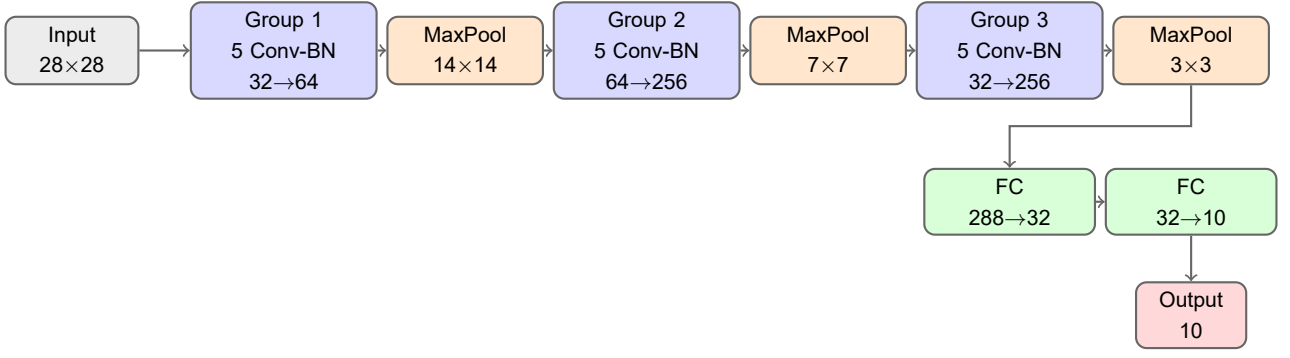 Input
28×28
Group 1
5 Conv-BN
32→64
MaxPool
14×14
Group 2
5 Conv-BN
64→256
MaxPool
7×7
Group 3
5 Conv-BN
32→256
MaxPool
3×3
FC
288→32
FC
32→10
Output
10